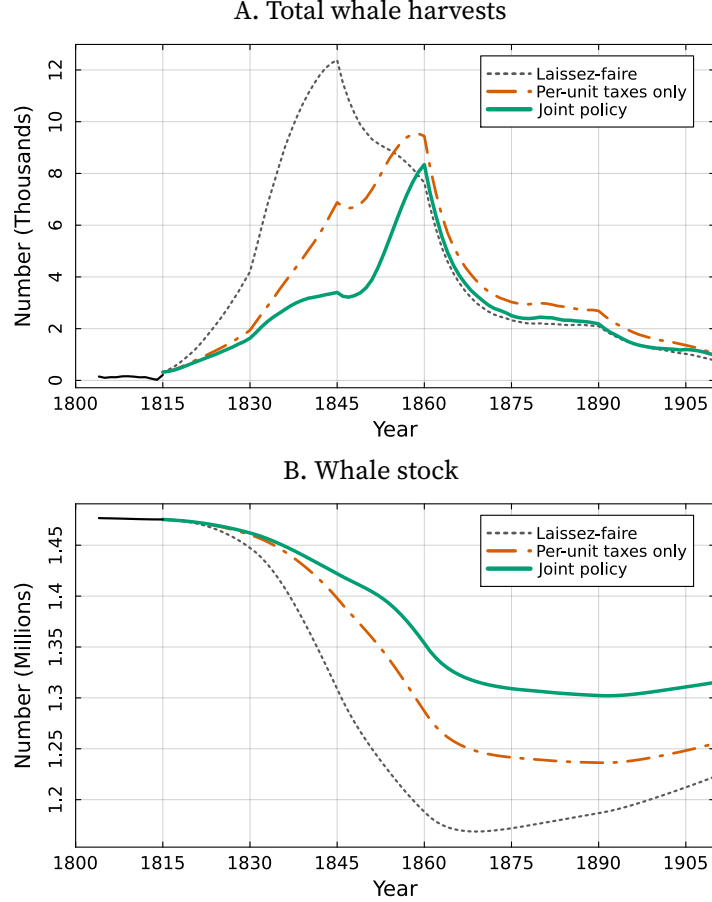 A. Total whale harvests
Number (Thousands)
12
10
8
6
4
2
0
Laissez-faire
Per-unit taxes only
Joint policy
1800 1815 1830 1845 1860 1875 1890 1905
Year
B. Whale stock
Number (Millions)
1.45
1.4
1.35
1.3
1.25
1.2
Laissez-faire
Per-unit taxes only
Joint policy
1800 1815 1830 1845 1860 1875 1890 1905
Year